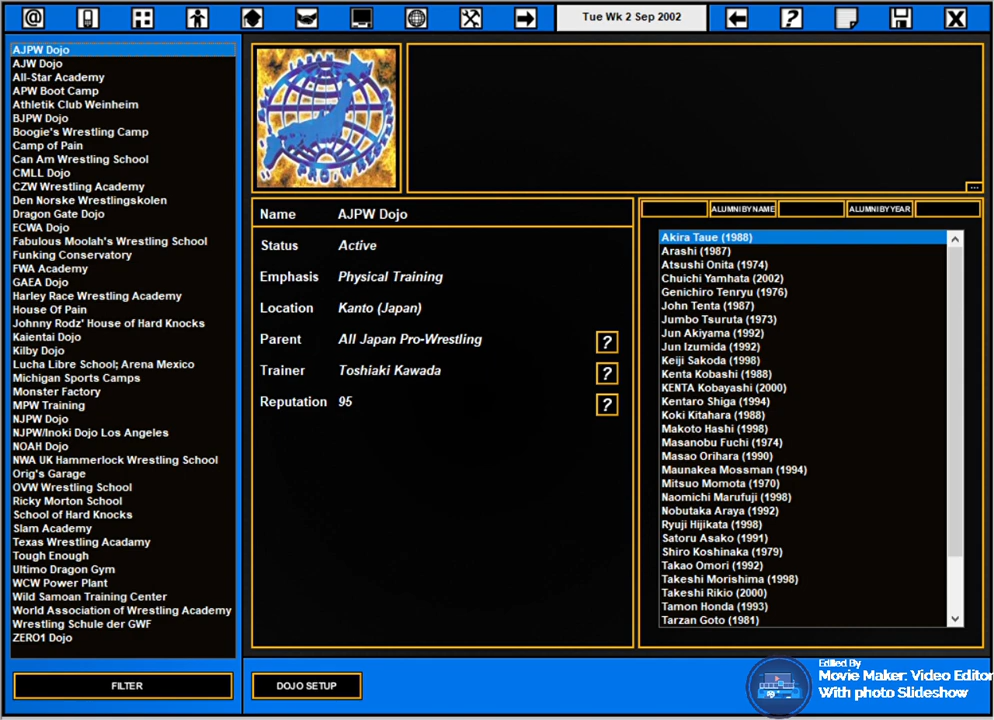 Tue Wk 2 Sep 2002
AJPW Dojo
AJW Dojo
All-Star Academy
APW Boot Camp
Athletik Club Weinheim
BJPW Dojo
Boogie's Wrestling Camp
Camp of Pain
Can Am Wrestling School
CMLL Dojo
CZW Wrestling Academy
Den Norske Wrestlingskolen
Dragon Gate Dojo
ECWA Dojo
Fabulous Moolah's Wrestling School
Funking Conservatory
FWA Academy
GAEA Dojo
Harley Race Wrestling Academy
House Of Pain
Johnny Rodz' House of Hard Knocks
Kaientai Dojo
Kilby Dojo
Lucha Libre School; Arena Mexico
Michigan Sports Camps
Monster Factory
MPW Training
NJPW Dojo
NJPW/Inoki Dojo Los Angeles
NOAH Dojo
NWA UK Hammerlock Wrestling School
Orig's Garage
OVW Wrestling School
Ricky Morton School
School of Hard Knocks
Slam Academy
Texas Wrestling Acadamy
Tough Enough
Ultimo Dragon Gym
WCW Power Plant
Wild Samoan Training Center
World Association of Wrestling Academy
Wrestling Schule der GWF
ZERO1 Dojo
FILTER
PRO-WRESTLING
...
Name AJPW Dojo
Status Active
Emphasis Physical Training
Location Kanto (Japan)
Parent All Japan Pro-Wrestling ?
Trainer Toshiaki Kawada ?
Reputation 95 ?
DOJO SETUP
ALUMNI BY NAME ALUMNI BY YEAR
Akira Taue (1988)
Arashi (1987)
Atsushi Onita (1974)
Chuichi Yamhata (2002)
Genichiro Tenryu (1976)
John Tenta (1987)
Jumbo Tsuruta (1973)
Jun Akiyama (1992)
Jun Izumida (1992)
Keiji Sakoda (1998)
Kenta Kobashi (1988)
KENTA Kobayashi (2000)
Kentaro Shiga (1994)
Koki Kitahara (1988)
Makoto Hashi (1998)
Masanobu Fuchi (1974)
Masao Orihara (1990)
Maunakea Mossman (1994)
Mitsuo Momota (1970)
Naomichi Marufuji (1998)
Nobutaka Araya (1992)
Ryuji Hijikata (1998)
Satoru Asako (1991)
Shiro Koshinaka (1979)
Takao Omori (1992)
Takeshi Morishima (1998)
Takeshi Rikio (2000)
Tamon Honda (1993)
Tarzan Goto (1981)
Edited By
Movie Maker: Video Editor
With photo Slideshow